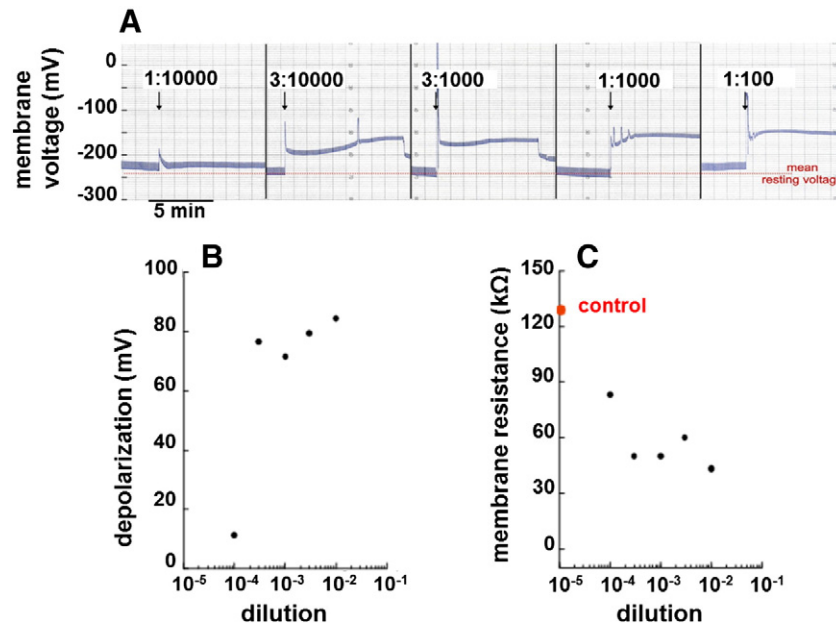 A
membrane
voltage (mV)
0
-100
-200
-300
1:10000
3:10000
3:1000
1:1000
1:100
mean
resting voltag
5 min
B
depolarization (mV)
100
80
60
40
20
0
10-5 10-4 10-3 10-2 10-1
dilution
C
membrane resistance (kΩ)
150
120
90
60
30
0
control
10-5 10-4 10-3 10-2 10-1
dilution